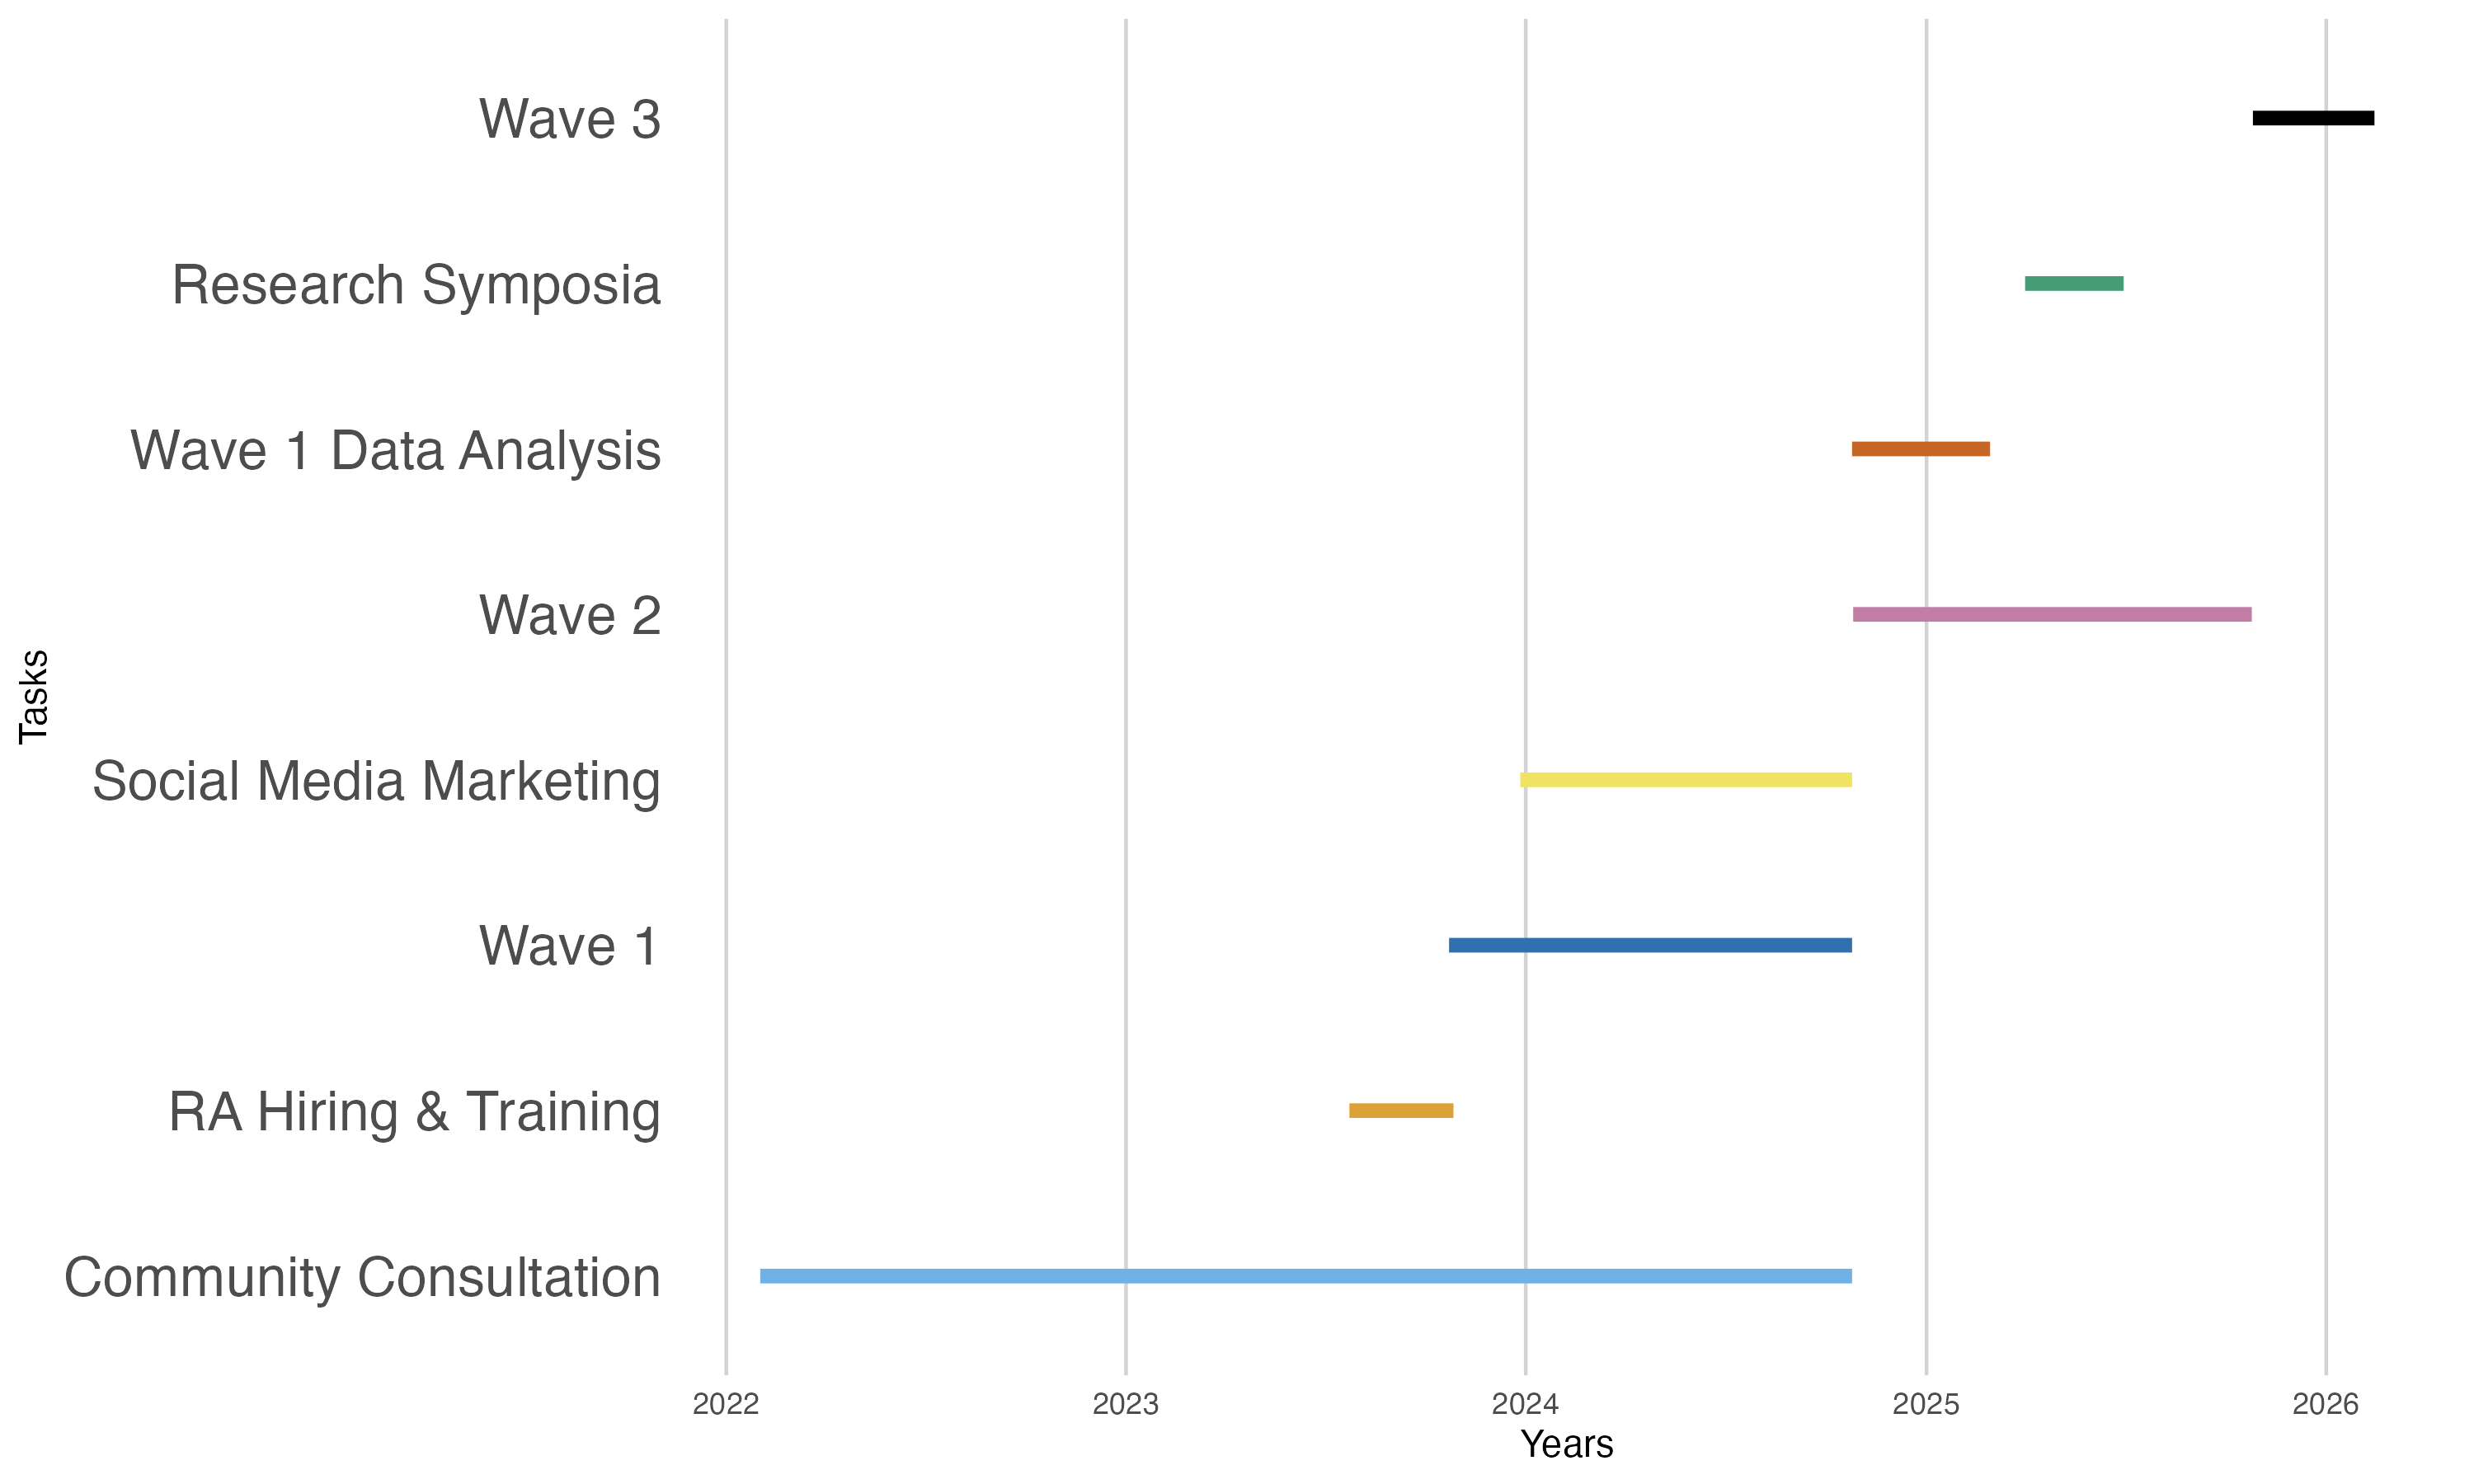 Wave 3
Research Symposia
Wave 1 Data Analysis
Wave 2
Tasks
Social Media Marketing
Wave 1
RA Hiring & Training
Community Consultation
2022 2023 2024 2025 2026
Years